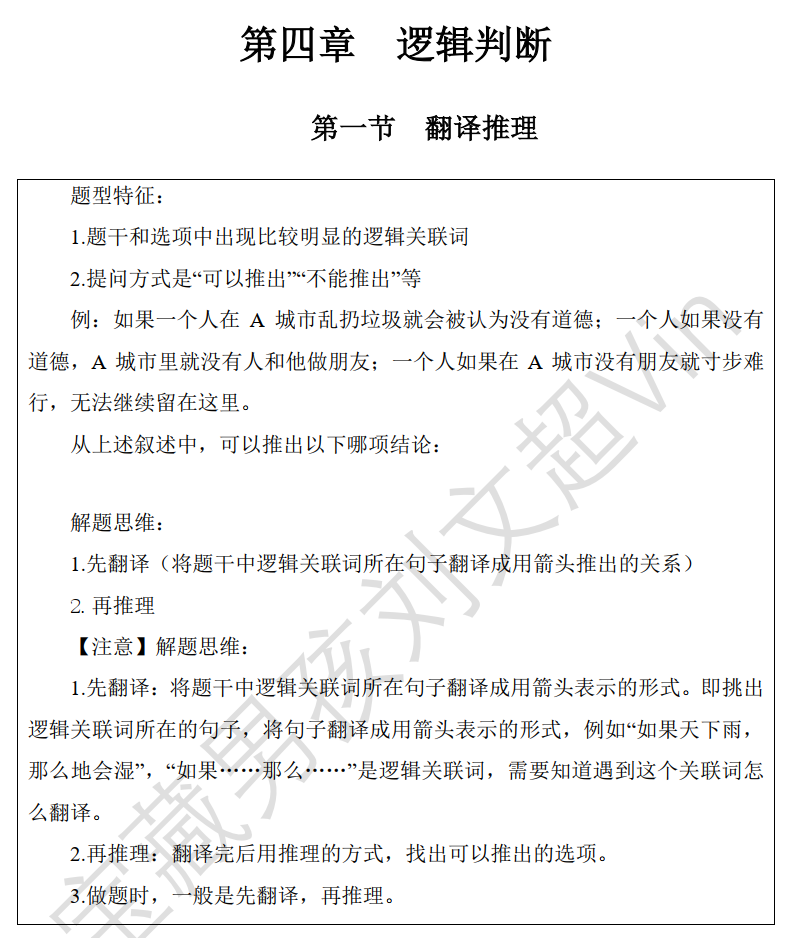 第四章 逻辑判断
第一节 翻译推理
题型特征：
1.题干和选项中出现比较明显的逻辑关联词
2.提问方式是“可以推出”“不能推出”等
例：如果一个人在 A 城市乱扔垃圾就会被认为没有道德；一个人如果没有
道德，A 城市里就没有人和他做朋友；一个人如果在 A 城市没有朋友就寸步难
行，无法继续留在这里。
从上述叙述中，可以推出以下哪项结论：
解题思维：
1.先翻译（将题干中逻辑关联词所在句子翻译成用箭头推出的关系）
2. 再推理
【注意】解题思维：
1.先翻译：将题干中逻辑关联词所在句子翻译成用箭头表示的形式。即挑出
逻辑关联词所在的句子，将句子翻译成用箭头表示的形式，例如“如果天下雨，
那么地会湿”，“如果……那么……”是逻辑关联词，需要知道遇到这个关联词怎
么翻译。
2.再推理：翻译完后用推理的方式，找出可以推出的选项。
3.做题时，一般是先翻译，再推理。
宝藏男孩刘文超Vin